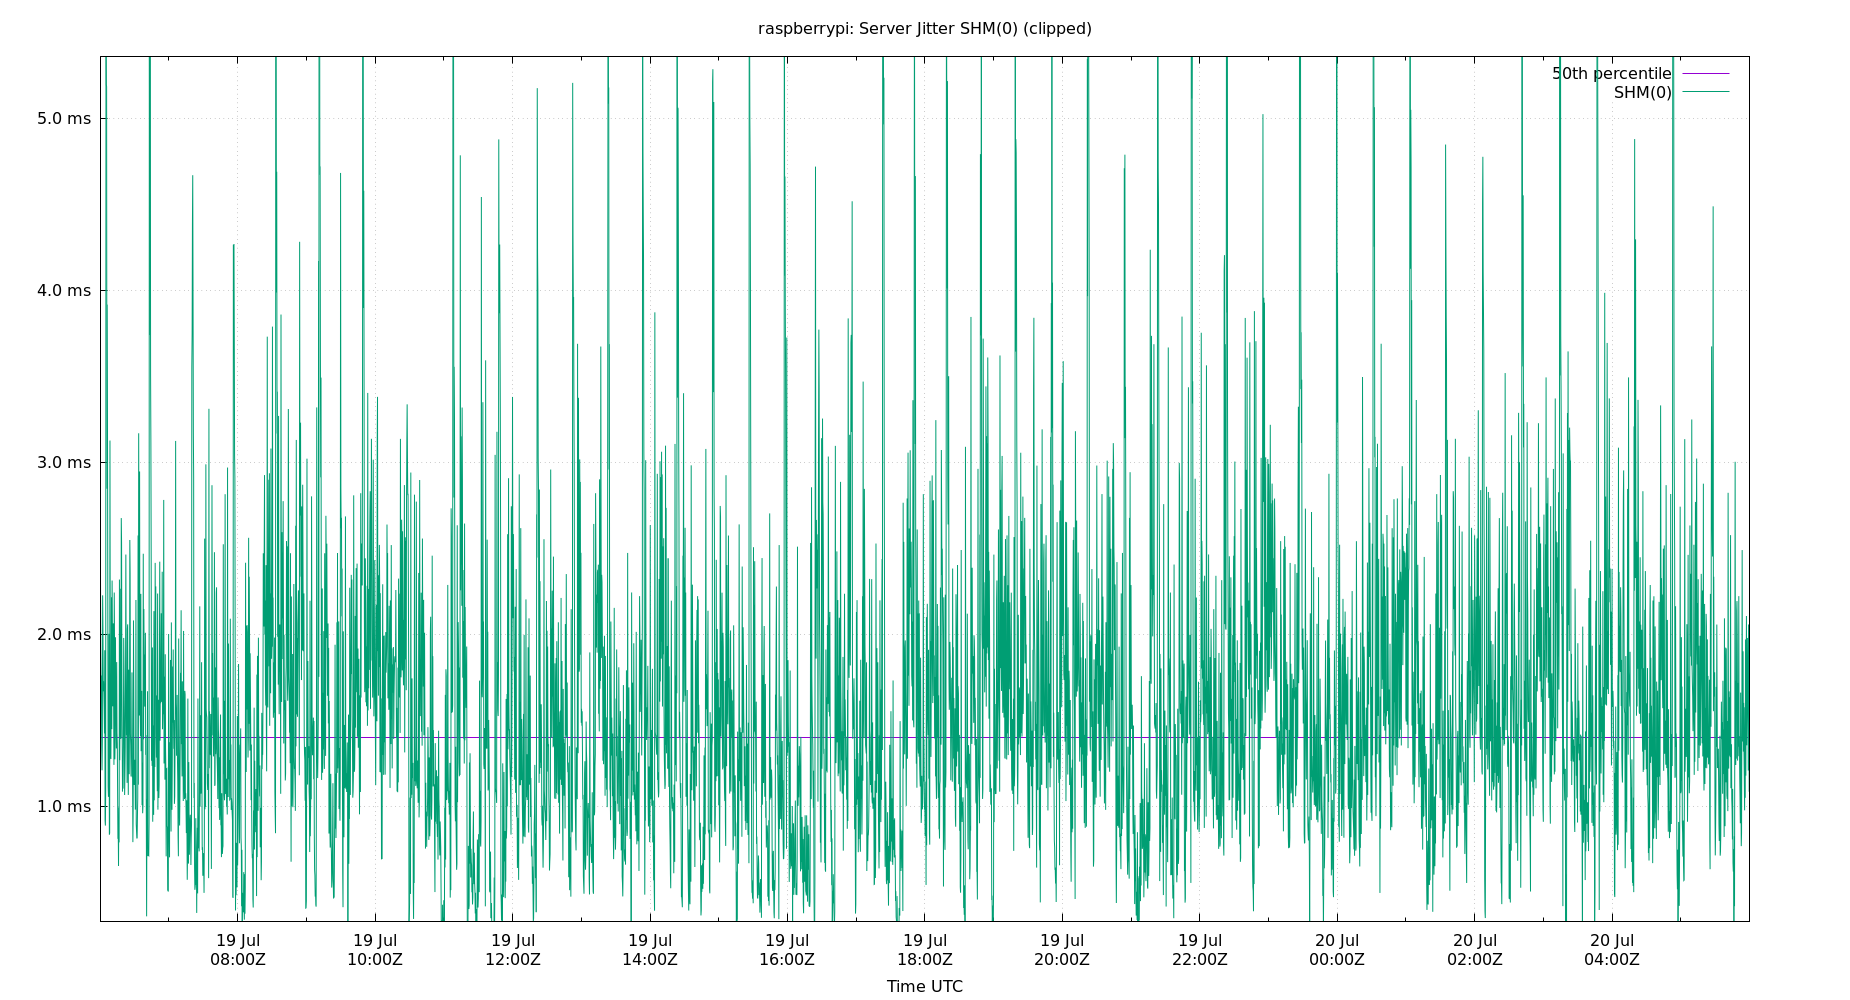 raspberrypi: Server Jitter SHM(0) (clipped)
50th percentile
SHM(0)
5.0 ms
4.0 ms
3.0 ms
2.0 ms
1.0 ms
19 Jul 19 Jul 19 Jul 19 Jul 19 Jul 19 Jul 19 Jul 19 Jul 20 Jul 20 Jul 20 Jul
08:00Z 10:00Z 12:00Z 14:00Z 16:00Z 18:00Z 20:00Z 22:00Z 00:00Z 02:00Z 04:00Z
Time UTC